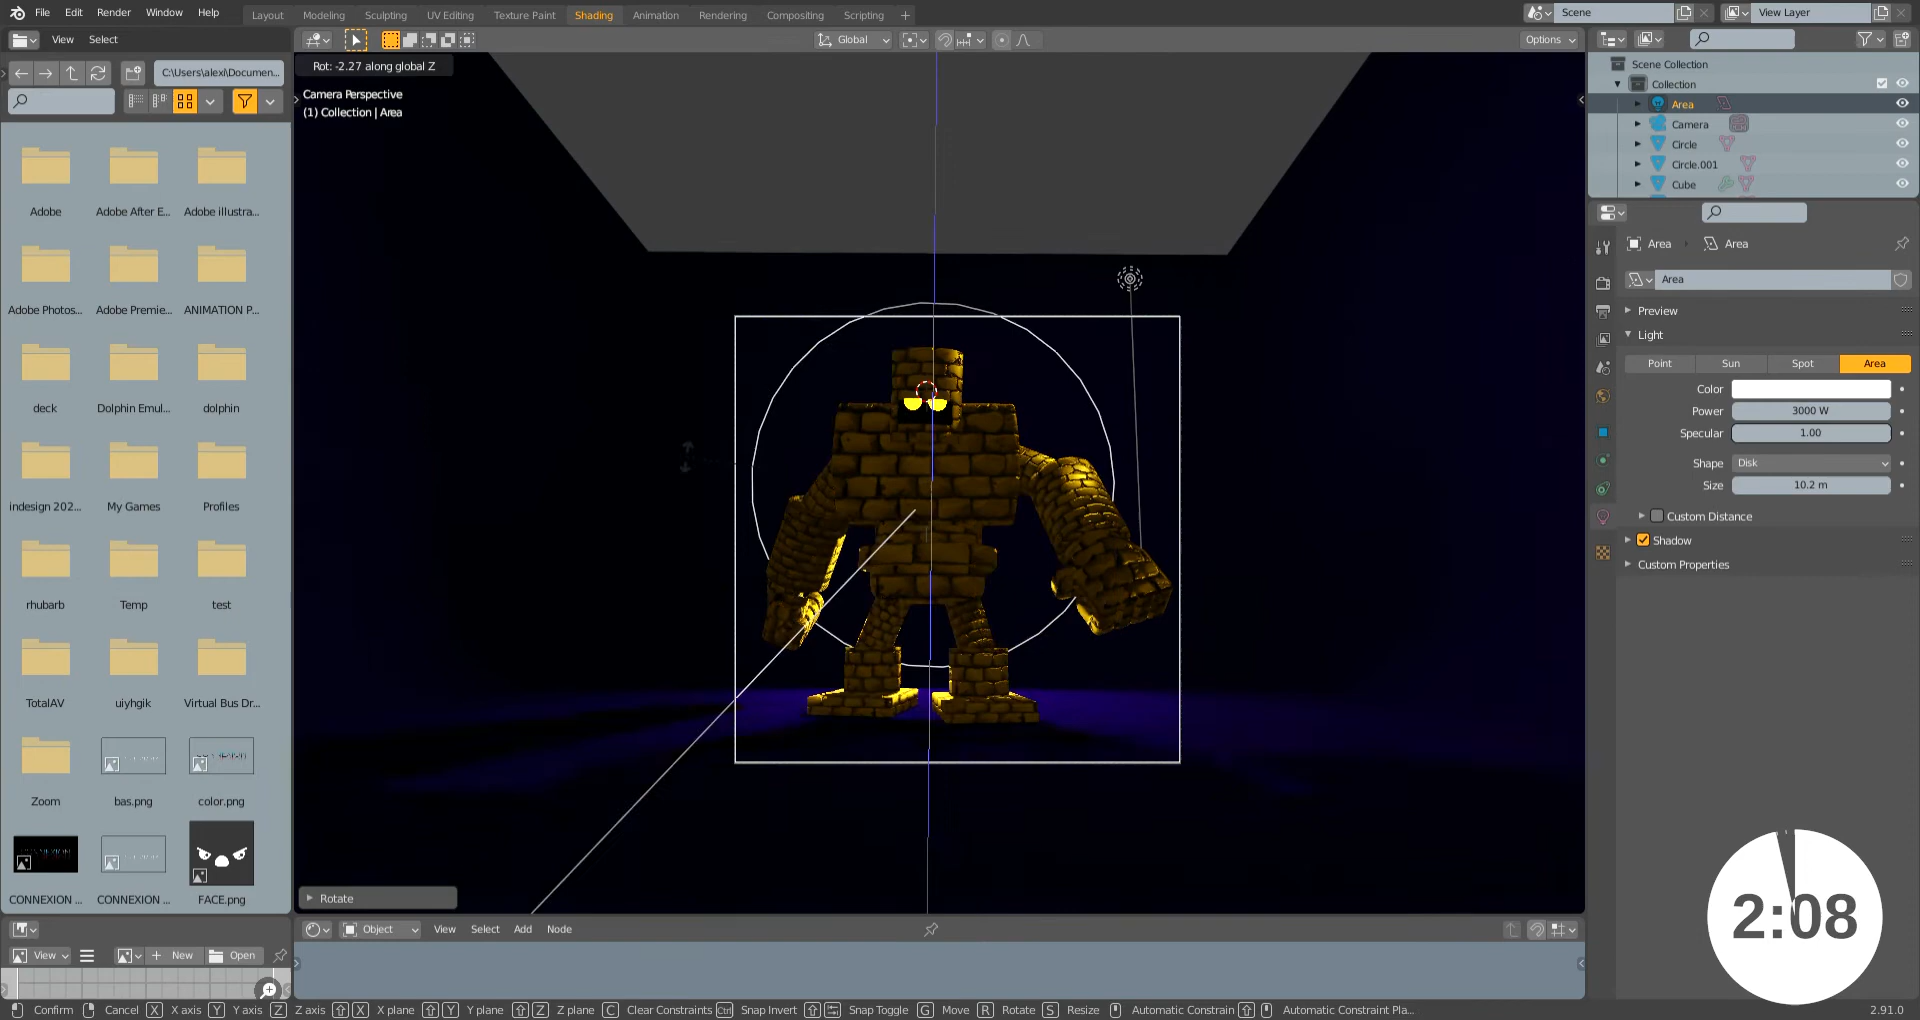 File Edit Render Window Help
Layout Modeling Sculpting UV Editing Texture Paint Shading Animation Rendering Compositing Scripting
Scene
View Layer
View Select
Global
Options
C:\Users\alexl\Documen...
Rot: -2.27 along global Z
Camera Perspective
(1) Collection | Area
Scene Collection
Collection
Area
Camera
Circle
Circle.001
Cube
Adobe
Adobe After E...
Adobe illustra...
Adobe Photos...
Adobe Premie...
ANIMATION P...
deck
Dolphin Emul...
dolphin
indesign 202...
My Games
Profiles
rhubarb
Temp
test
TotalAV
uiyhgik
Virtual Bus Dr...
Zoom
bas.png
color.png
CONNEXION ...
CONNEXION ...
FACE.png
Area
Area
Area
Preview
Light
Point Sun Spot Area
Color
Power 3000 W
Specular 1.00
Shape Disk
Size 10.2 m
Custom Distance
Shadow
Custom Properties
Rotate
Object View Select Add Node
View New Open
2:08
Confirm Cancel X X axis Y Y axis Z Z axis X X plane Y Y plane Z Z plane C Clear Constraints Ctrl Snap Invert Snap Toggle G Move R Rotate S Resize Automatic Constrain Automatic Constraint Pla...
2.91.0